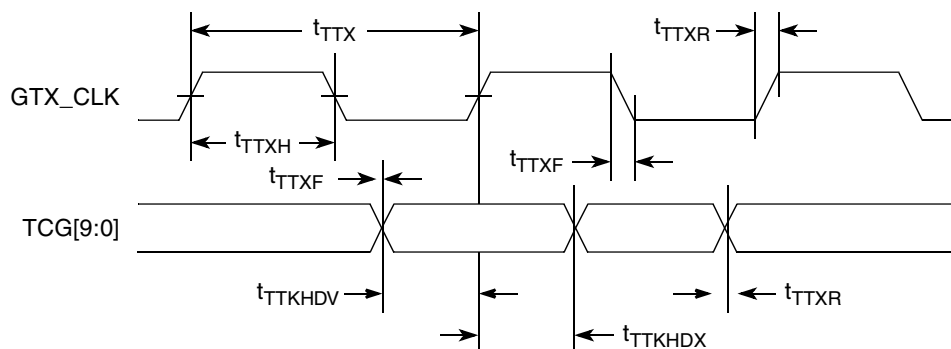 tTTX
tTTXR
GTX_CLK
tTTXH
tTTXF
tTTXF
TCG[9:0]
tTTKHDV
tTTXR
tTTKHDX